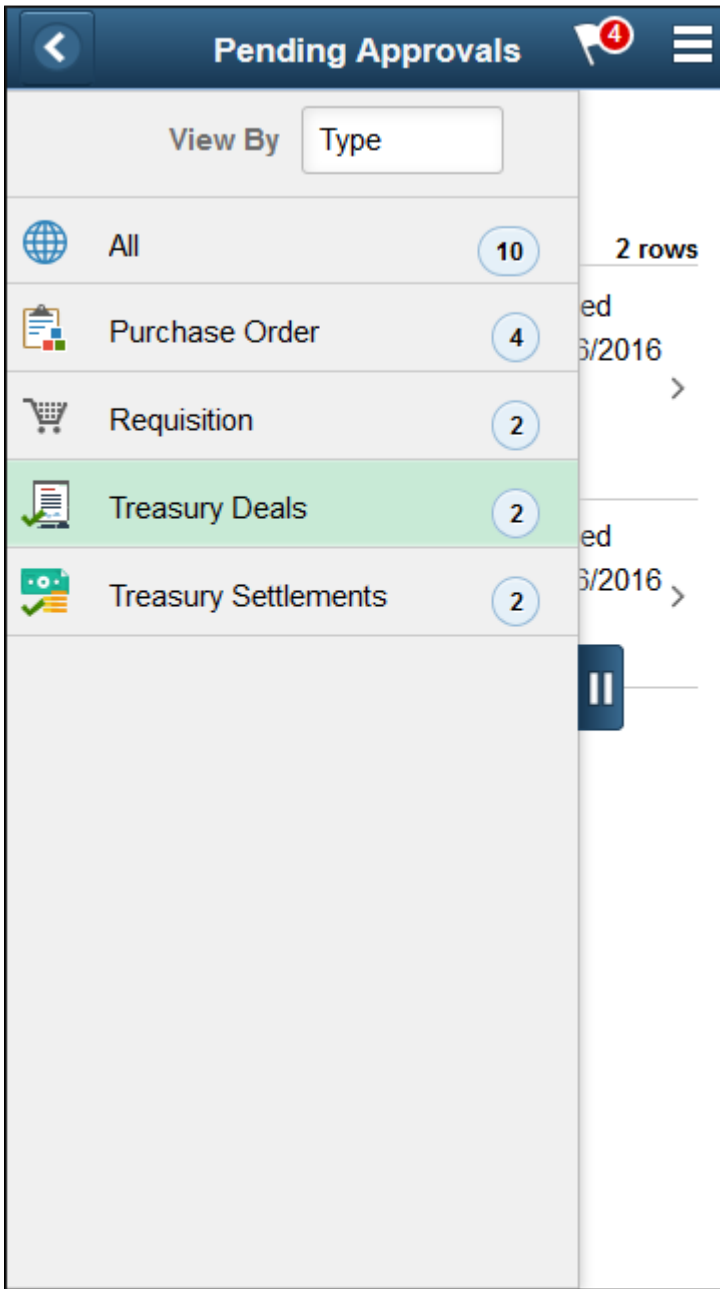 Pending Approvals 4
View By Type
All 10
2 rows
Purchase Order 4
ed
6/2016
Requisition 2
Treasury Deals 2
ed
6/2016
Treasury Settlements 2